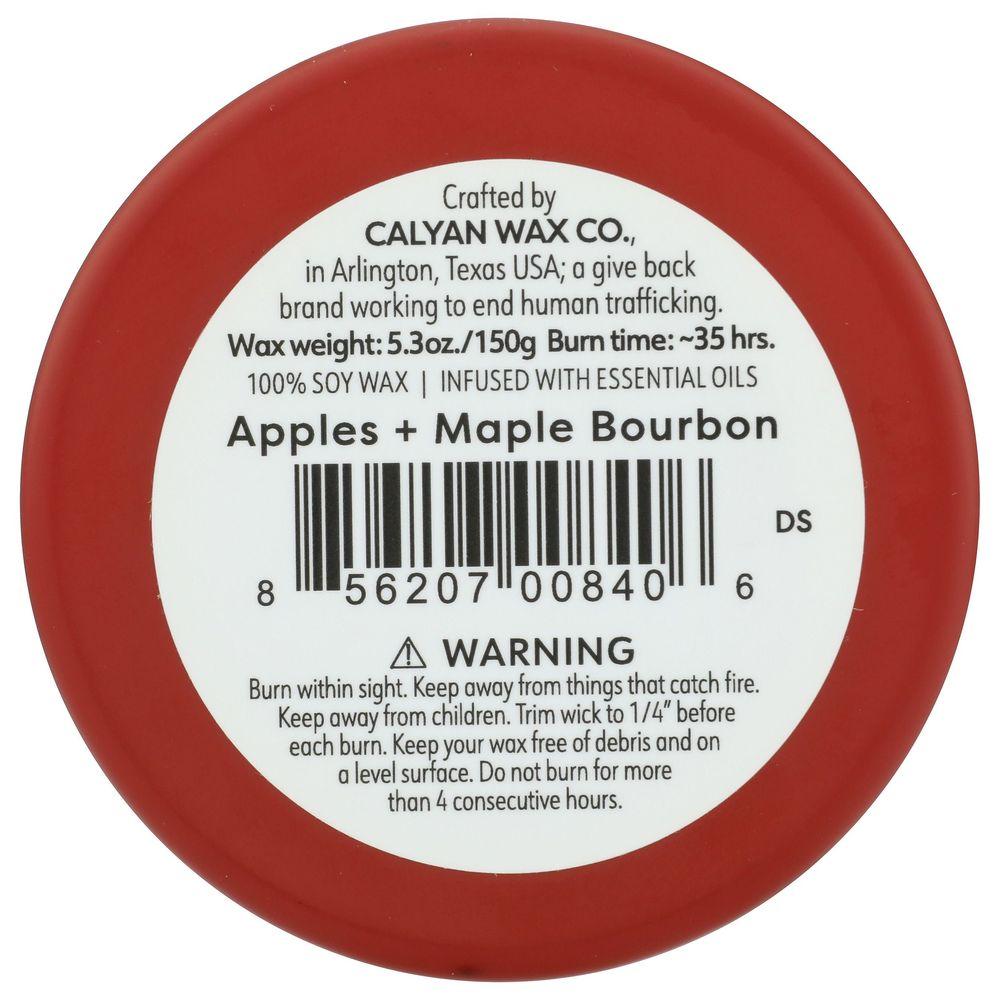 Crafted by
CALYAN WAX CO.,
in Arlington, Texas USA; a give back
brand working to end human trafficking.
Wax weight: 5.3oz./150g Burn time: ~35 hrs.
100% SOY WAX | INFUSED WITH ESSENTIAL OILS
Apples + Maple Bourbon
DS
8 56207 00840 6
⚠ WARNING
Burn within sight. Keep away from things that catch fire.
Keep away from children. Trim wick to 1/4" before
each burn. Keep your wax free of debris and on
a level surface. Do not burn for more
than 4 consecutive hours.